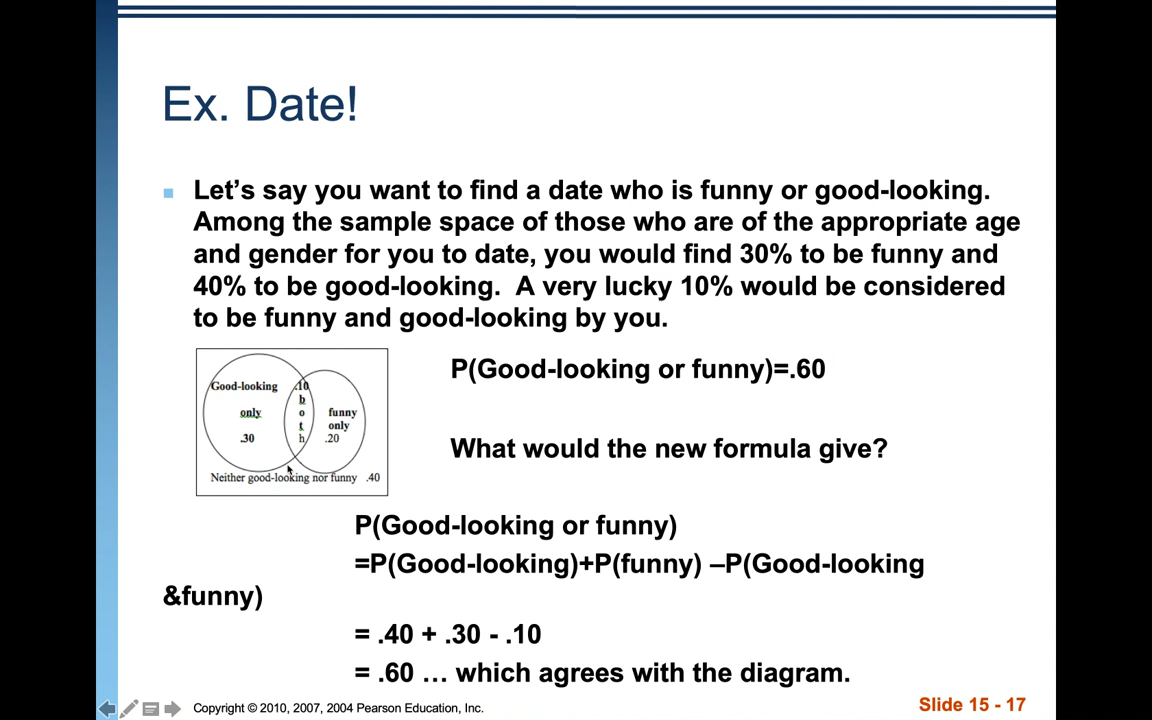 Ex. Date!
Let’s say you want to find a date who is funny or good-looking.
Among the sample space of those who are of the appropriate age
and gender for you to date, you would find 30% to be funny and
40% to be good-looking.  A very lucky 10% would be considered
to be funny and good-looking by you.
P(Good-looking or funny)=.60
Good-looking
only
.30
.10
b
o
t
h
funny
only
.20
Neither good-looking nor funny .40
What would the new formula give?
P(Good-looking or funny)
=P(Good-looking)+P(funny) –P(Good-looking
&funny)
= .40 + .30 - .10
= .60 … which agrees with the diagram.
Copyright © 2010, 2007, 2004 Pearson Education, Inc.
Slide 15 - 17